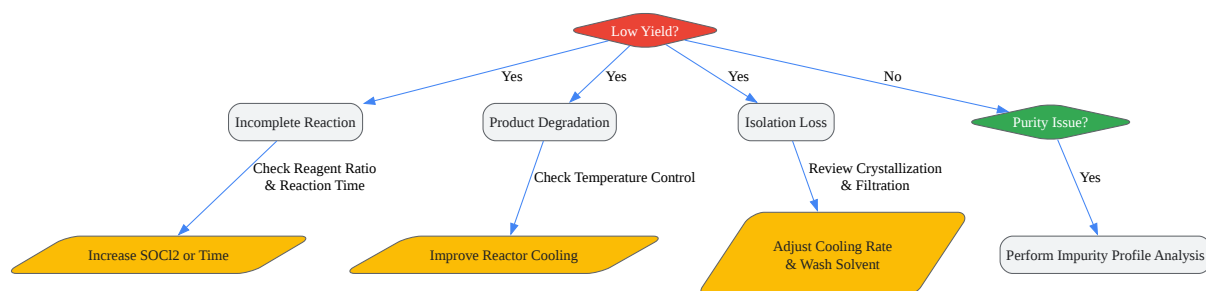 Low Yield?
Yes
Yes
Yes
No
Incomplete Reaction
Product Degradation
Isolation Loss
Purity Issue?
Check Reagent Ratio
& Reaction Time
Check Temperature Control
Review Crystallization
& Filtration
Yes
Increase SOCl2 or Time
Improve Reactor Cooling
Adjust Cooling Rate
& Wash Solvent
Perform Impurity Profile Analysis